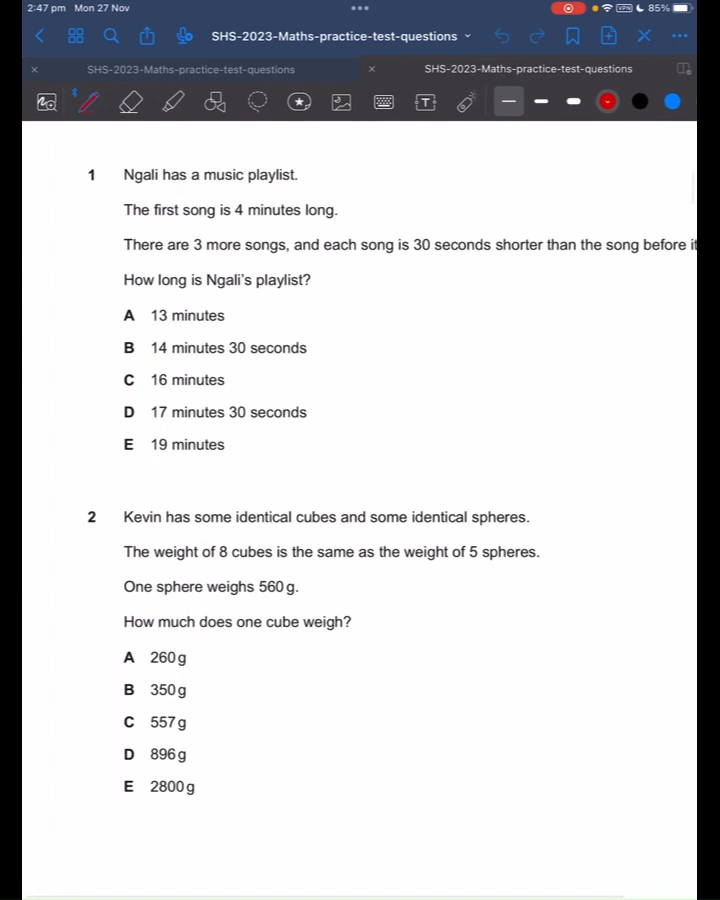 2:47 pm Mon 27 Nov
VPN 85%
SHS-2023-Maths-practice-test-questions
SHS-2023-Maths-practice-test-questions
SHS-2023-Maths-practice-test-questions
T
1 Ngali has a music playlist.
The first song is 4 minutes long.
There are 3 more songs, and each song is 30 seconds shorter than the song before it
How long is Ngali's playlist?
A 13 minutes
B 14 minutes 30 seconds
C 16 minutes
D 17 minutes 30 seconds
E 19 minutes
2 Kevin has some identical cubes and some identical spheres.
The weight of 8 cubes is the same as the weight of 5 spheres.
One sphere weighs 560 g.
How much does one cube weigh?
A 260 g
B 350 g
C 557 g
D 896 g
E 2800 g